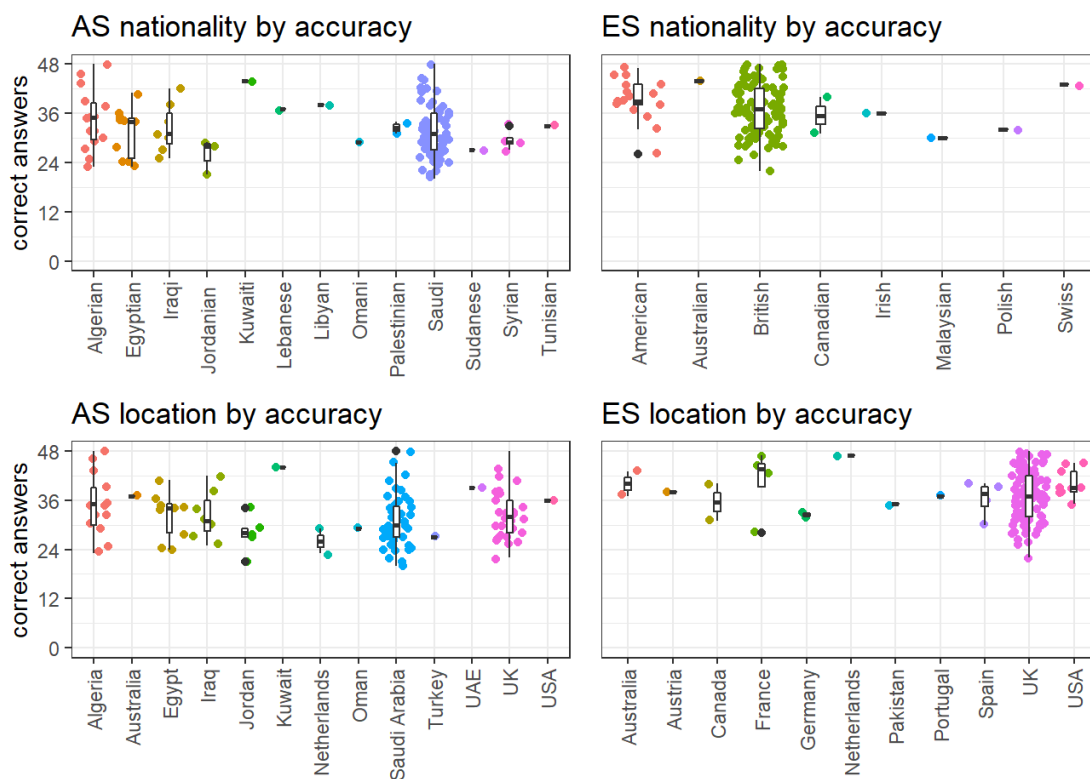 AS nationality by accuracy
correct answers
48
36
24
12
0
Algerian
Egyptian
Iraqi
Jordanian
Kuwaiti
Lebanese
Libyan
Omani
Palestinian
Saudi
Sudanese
Syrian
Tunisian
ES nationality by accuracy
American
Australian
British
Canadian
Irish
Malaysian
Polish
Swiss
AS location by accuracy
correct answers
48
36
24
12
0
Algeria
Australia
Egypt
Iraq
Jordan
Kuwait
Netherlands
Oman
Saudi Arabia
Turkey
UAE
UK
USA
ES location by accuracy
Australia
Austria
Canada
France
Germany
Netherlands
Pakistan
Portugal
Spain
UK
USA